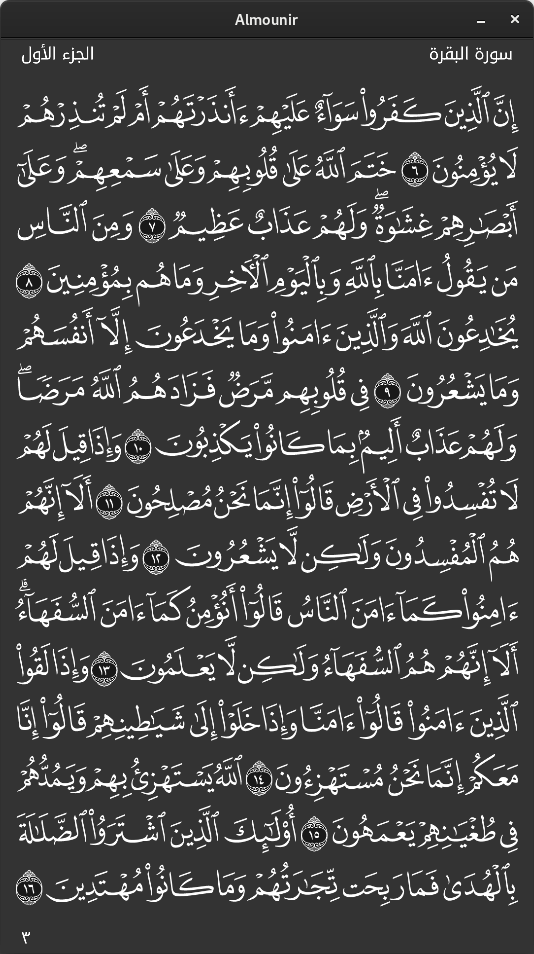 Almounir
سورة البقرة
الجزء الأول
إِنَّ ٱلَّذِينَ كَفَرُوا۟ سَوَآءٌ عَلَيْهِمْ ءَأَنذَرْتَهُمْ أَمْ لَمْ تُنذِرْهُمْ
لَا يُؤْمِنُونَ ٦ خَتَمَ ٱللَّهُ عَلَىٰ قُلُوبِهِمْ وَعَلَىٰ سَمْعِهِمْ ۖ وَعَلَىٰٓ
أَبْصَـٰرِهِمْ غِشَـٰوَةٌ ۖ وَلَهُمْ عَذَابٌ عَظِيمٌ ٧ وَمِنَ ٱلنَّاسِ
مَن يَقُولُ ءَامَنَّا بِٱللَّهِ وَبِٱلْيَوْمِ ٱلْـَٔاخِرِ وَمَا هُم بِمُؤْمِنِينَ ٨
يُخَـٰدِعُونَ ٱللَّهَ وَٱلَّذِينَ ءَامَنُوا۟ وَمَا يَخْدَعُونَ إِلَّآ أَنفُسَهُمْ
وَمَا يَشْعُرُونَ ٩ فِى قُلُوبِهِم مَّرَضٌ فَزَادَهُمُ ٱللَّهُ مَرَضًا ۖ
وَلَهُمْ عَذَابٌ أَلِيمٌۢ بِمَا كَانُوا۟ يَكْذِبُونَ ١٠ وَإِذَا قِيلَ لَهُمْ
لَا تُفْسِدُوا۟ فِى ٱلْأَرْضِ قَالُوٓا۟ إِنَّمَا نَحْنُ مُصْلِحُونَ ١١ أَلَآ إِنَّهُمْ
هُمُ ٱلْمُفْسِدُونَ وَلَـٰكِن لَّا يَشْعُرُونَ ١٢ وَإِذَا قِيلَ لَهُمْ
ءَامِنُوا۟ كَمَآ ءَامَنَ ٱلنَّاسُ قَالُوٓا۟ أَنُؤْمِنُ كَمَآ ءَامَنَ ٱلسُّفَهَآءُ ۗ
أَلَآ إِنَّهُمْ هُمُ ٱلسُّفَهَآءُ وَلَـٰكِن لَّا يَعْلَمُونَ ١٣ وَإِذَا لَقُوا۟
ٱلَّذِينَ ءَامَنُوا۟ قَالُوٓا۟ ءَامَنَّا وَإِذَا خَلَوْا۟ إِلَىٰ شَيَـٰطِينِهِمْ قَالُوٓا۟ إِنَّا
مَعَكُمْ إِنَّمَا نَحْنُ مُسْتَهْزِءُونَ ١٤ ٱللَّهُ يَسْتَهْزِئُ بِهِمْ وَيَمُدُّهُمْ
فِى طُغْيَـٰنِهِمْ يَعْمَهُونَ ١٥ أُو۟لَـٰٓئِكَ ٱلَّذِينَ ٱشْتَرَوُا۟ ٱلضَّلَـٰلَةَ
بِٱلْهُدَىٰ فَمَا رَبِحَت تِّجَـٰرَتُهُمْ وَمَا كَانُوا۟ مُهْتَدِينَ ١٦
٣